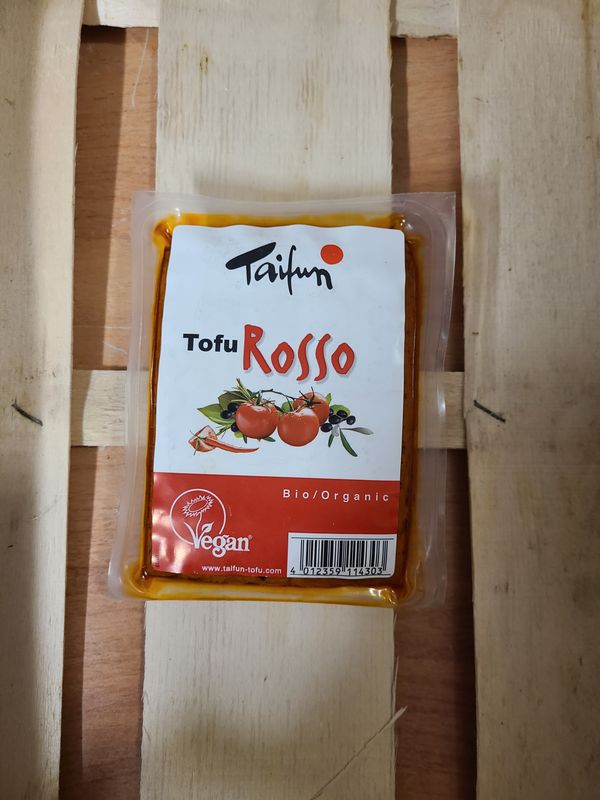 Taifun
Tofu Rosso
Bio/Organic
Vegan®
www.taifun-tofu.com
4 012359 114303